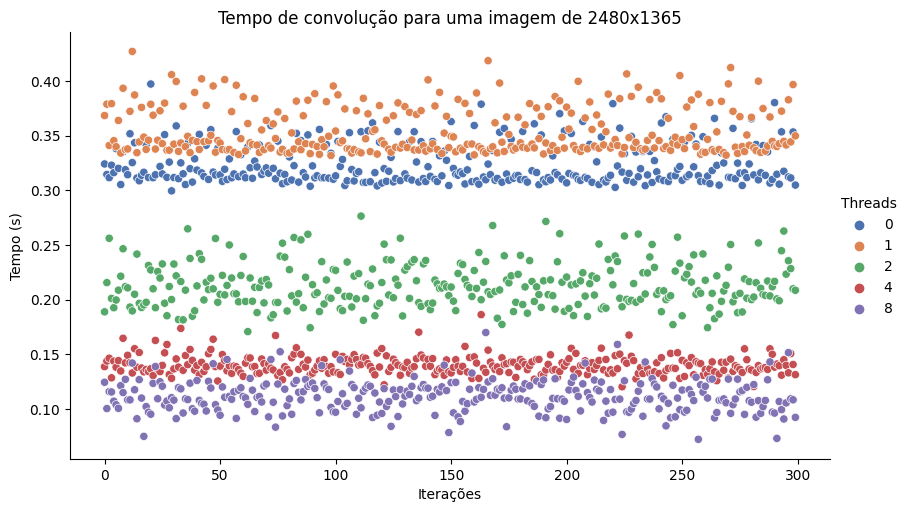 Tempo de convolução para uma imagem de 2480x1365
0.40
0.35
0.30
0.25
0.20
0.15
0.10
Tempo (s)
0 50 100 150 200 250 300
Iterações
Threads
0
1
2
4
8